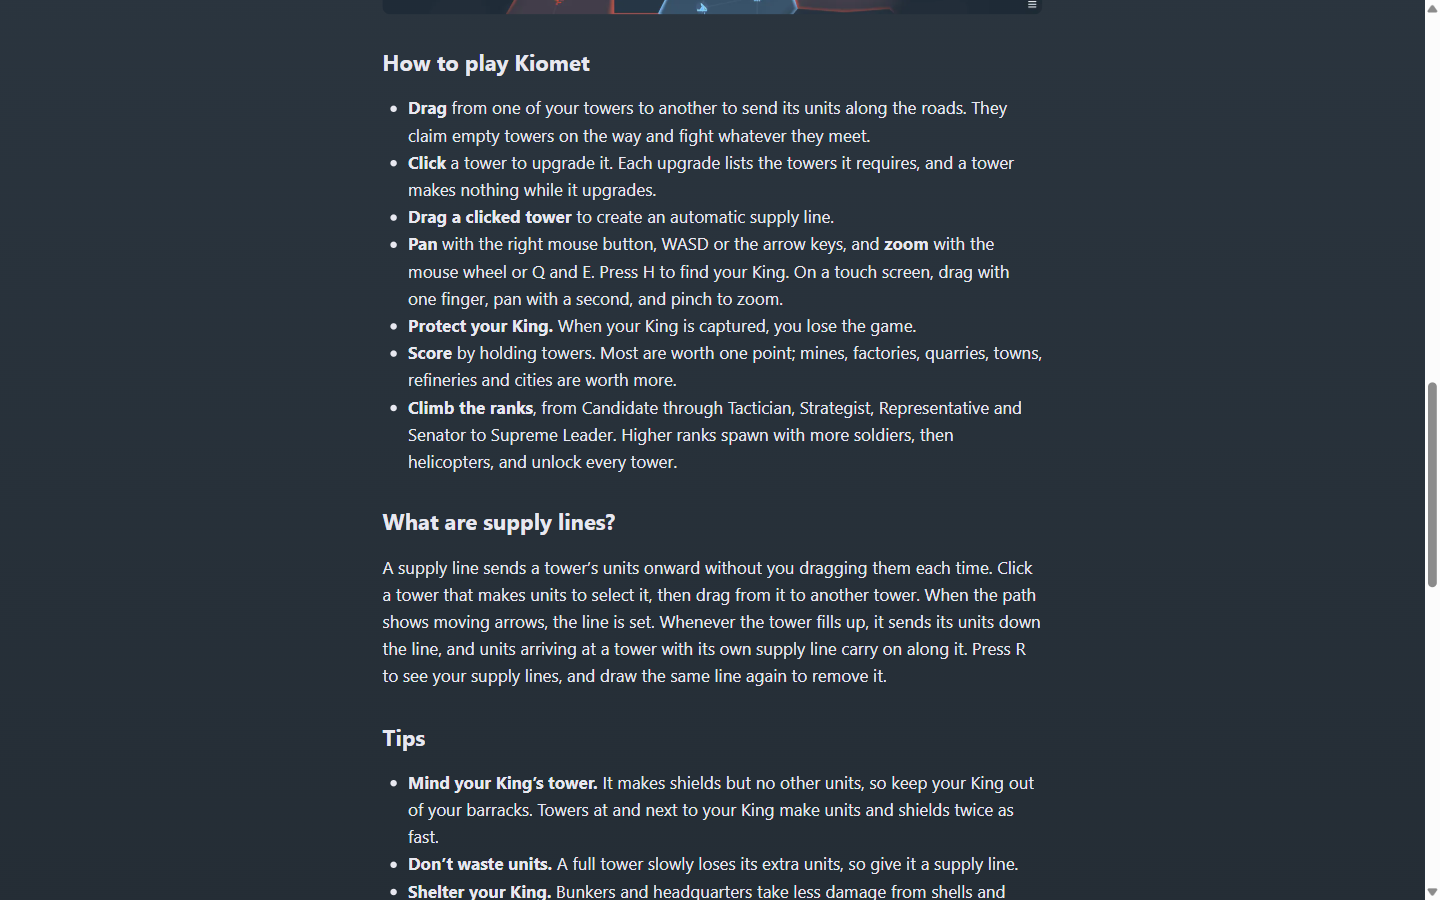 How to play Kiomet
Drag from one of your towers to another to send its units along the roads. They
claim empty towers on the way and fight whatever they meet.
Click a tower to upgrade it. Each upgrade lists the towers it requires, and a tower
makes nothing while it upgrades.
Drag a clicked tower to create an automatic supply line.
Pan with the right mouse button, WASD or the arrow keys, and zoom with the
mouse wheel or Q and E. Press H to find your King. On a touch screen, drag with
one finger, pan with a second, and pinch to zoom.
Protect your King. When your King is captured, you lose the game.
Score by holding towers. Most are worth one point; mines, factories, quarries, towns,
refineries and cities are worth more.
Climb the ranks, from Candidate through Tactician, Strategist, Representative and
Senator to Supreme Leader. Higher ranks spawn with more soldiers, then
helicopters, and unlock every tower.
What are supply lines?
A supply line sends a tower’s units onward without you dragging them each time. Click
a tower that makes units to select it, then drag from it to another tower. When the path
shows moving arrows, the line is set. Whenever the tower fills up, it sends its units down
the line, and units arriving at a tower with its own supply line carry on along it. Press R
to see your supply lines, and draw the same line again to remove it.
Tips
Mind your King’s tower. It makes shields but no other units, so keep your King out
of your barracks. Towers at and next to your King make units and shields twice as
fast.
Don’t waste units. A full tower slowly loses its extra units, so give it a supply line.
Shelter your King. Bunkers and headquarters take less damage from shells and